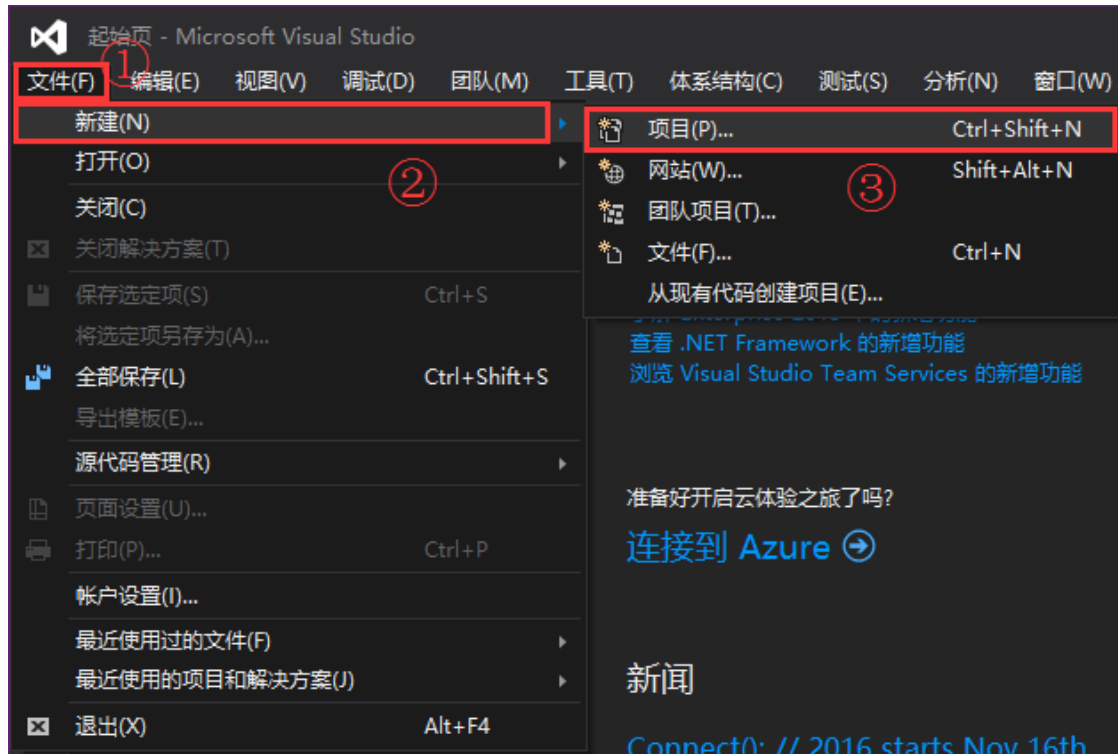 起始页 - Microsoft Visual Studio
①
文件(F) 编辑(E) 视图(V) 调试(D) 团队(M) 工具(T) 体系结构(C) 测试(S) 分析(N) 窗口(W)
新建(N)
打开(O)
②
关闭(C)
关闭解决方案(T)
保存选定项(S) Ctrl+S
将选定项另存为(A)...
全部保存(L) Ctrl+Shift+S
导出模板(E)...
源代码管理(R)
页面设置(U)...
打印(P)... Ctrl+P
帐户设置(I)...
最近使用过的文件(F)
最近使用的项目和解决方案(J)
退出(X) Alt+F4
项目(P)... Ctrl+Shift+N
网站(W)... Shift+Alt+N
③
团队项目(T)...
文件(F)... Ctrl+N
从现有代码创建项目(E)...
查看 .NET Framework 的新增功能
浏览 Visual Studio Team Services 的新增功能
准备好开启云体验之旅了吗?
连接到 Azure
新闻
Connect(); // 2016 starts Nov 16th